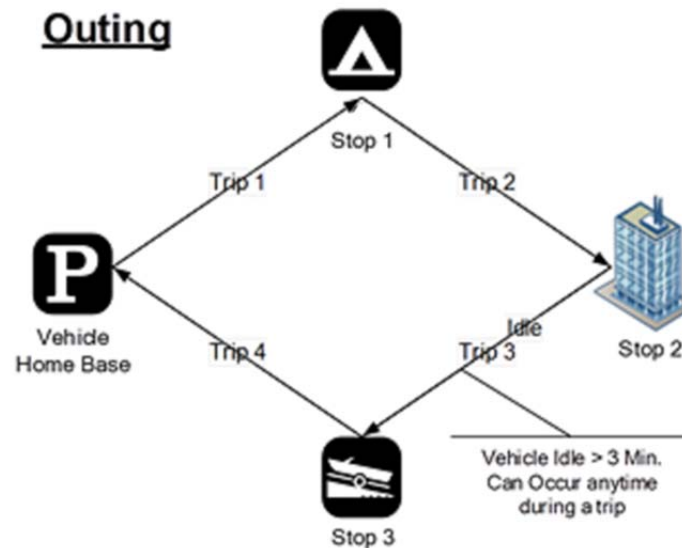 Outing
Stop 1
Trip 1
Trip 2
P
Vehicle
Home Base
Stop 2
Idle
Trip 3
Trip 4
Stop 3
Vehicle Idle > 3 Min.
Can Occur anytime
during a trip